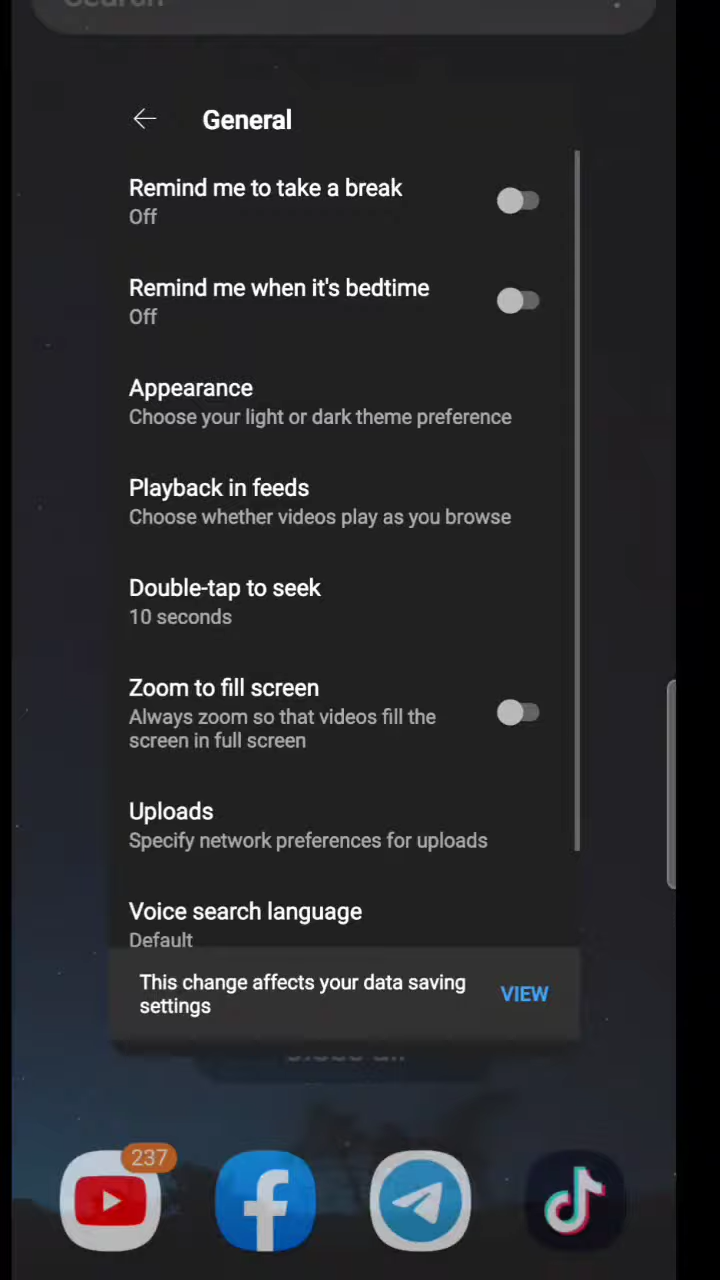 Search
General
Remind me to take a break
Off
Remind me when it's bedtime
Off
Appearance
Choose your light or dark theme preference
Playback in feeds
Choose whether videos play as you browse
Double-tap to seek
10 seconds
Zoom to fill screen
Always zoom so that videos fill the
screen in full screen
Uploads
Specify network preferences for uploads
Voice search language
Default
This change affects your data saving
settings
VIEW
Close all
237